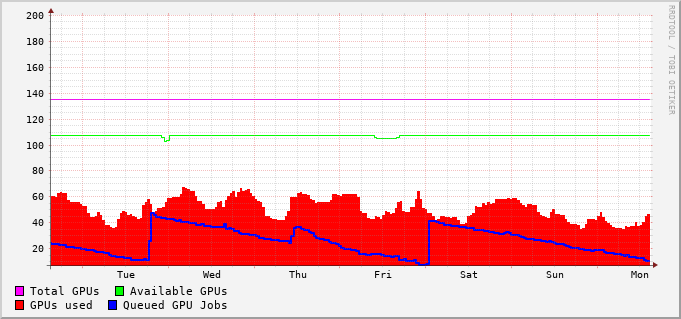 200
180
160
140
120
100
80
60
40
20
Tue Wed Thu Fri Sat Sun Mon
Total GPUs Available GPUs
GPUs used Queued GPU Jobs
RRDTOOL / TOBI OETIKER